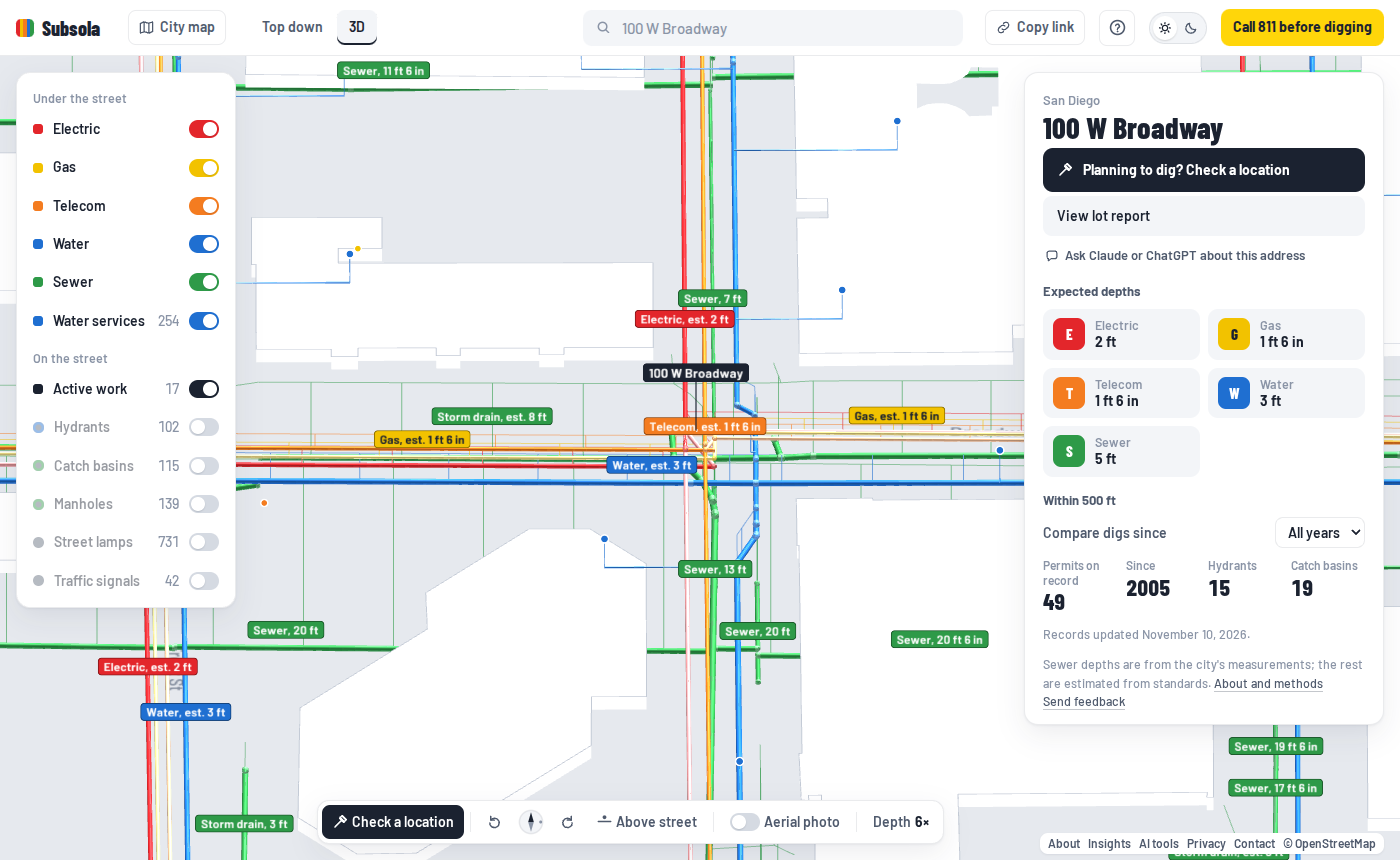 Subsola
City map
Top down
3D
100 W Broadway
Copy link
Call 811 before digging
Under the street
Electric
Gas
Telecom
Water
Sewer
Water services 254
On the street
Active work 17
Hydrants 102
Catch basins 115
Manholes 139
Street lamps 731
Traffic signals 42
Sewer, 11 ft 6 in
Sewer, 7 ft
Electric, est. 2 ft
100 W Broadway
Storm drain, est. 8 ft
Gas, est. 1 ft 6 in
Telecom, est. 1 ft 6 in
Gas, est. 1 ft 6 in
Water, est. 3 ft
Sewer, 13 ft
Sewer, 20 ft
Sewer, 20 ft
Sewer, 20 ft 6 in
Electric, est. 2 ft
St
Water, est. 3 ft
Storm drain, 3 ft
Sewer, 19 ft 6 in
Sewer, 17 ft 6 in
San Diego
100 W Broadway
Planning to dig? Check a location
View lot report
Ask Claude or ChatGPT about this address
Expected depths
E Electric 2 ft
G Gas 1 ft 6 in
T Telecom 1 ft 6 in
W Water 3 ft
S Sewer 5 ft
Within 500 ft
Compare digs since
All years
Permits on record 49
Since 2005
Hydrants 15
Catch basins 19
Records updated November 10, 2026.
Sewer depths are from the city's measurements; the rest
are estimated from standards. About and methods
Send feedback
Check a location
Above street
Aerial photo
Depth 6×
About Insights AI tools Privacy Contact © OpenStreetMap